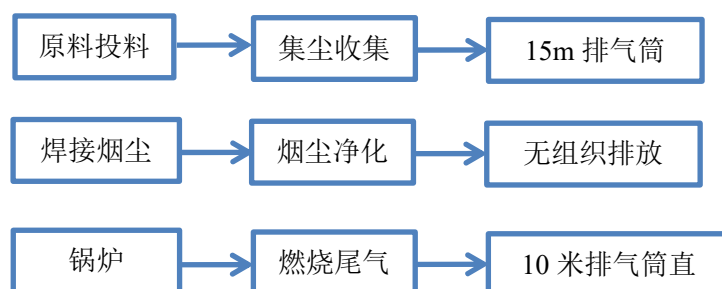 原料投料 集尘收集 15m 排气筒
焊接烟尘 烟尘净化 无组织排放
锅炉 燃烧尾气 10 米排气筒直